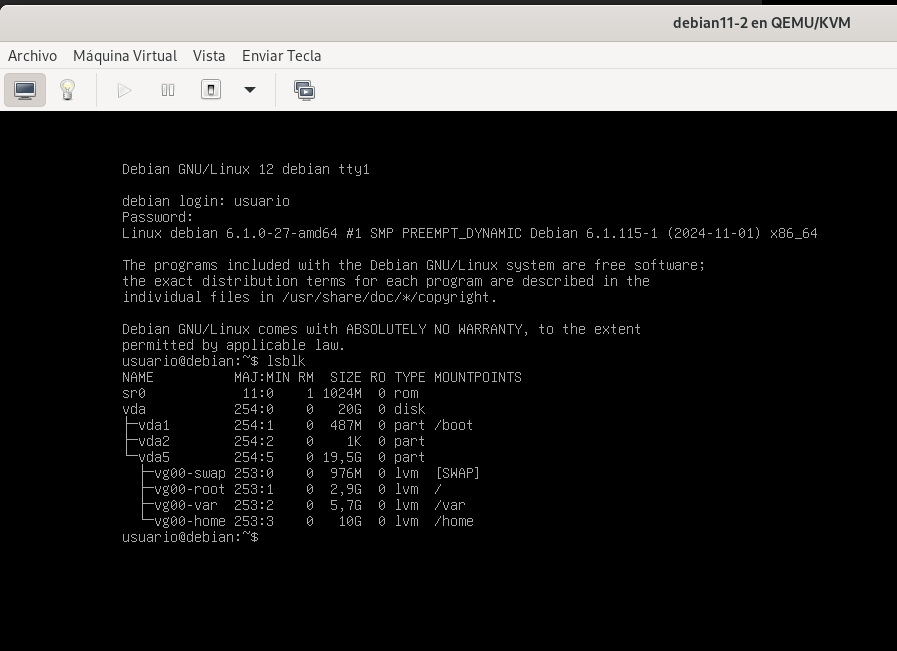 debian11-2 en QEMU/KVM
Archivo Máquina Virtual Vista Enviar Tecla
Debian GNU/Linux 12 debian tty1
debian login: usuario
Password:
Linux debian 6.1.0-27-amd64 #1 SMP PREEMPT_DYNAMIC Debian 6.1.115-1 (2024-11-01) x86_64
The programs included with the Debian GNU/Linux system are free software;
the exact distribution terms for each program are described in the
individual files in /usr/share/doc/*/copyright.
Debian GNU/Linux comes with ABSOLUTELY NO WARRANTY, to the extent
permitted by applicable law.
usuario@debian:~$ lsblk
NAME MAJ:MIN RM SIZE RO TYPE MOUNTPOINTS
sr0 11:0 1 1024M 0 rom
vda 254:0 0 20G 0 disk
├─vda1 254:1 0 487M 0 part /boot
├─vda2 254:2 0 1K 0 part
└─vda5 254:5 0 19,5G 0 part
  ├─vg00-swap 253:0 0 976M 0 lvm [SWAP]
  ├─vg00-root 253:1 0 2,9G 0 lvm /
  ├─vg00-var 253:2 0 5,7G 0 lvm /var
  └─vg00-home 253:3 0 10G 0 lvm /home
usuario@debian:~$